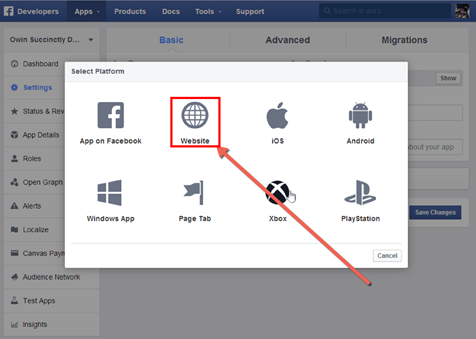 Developers Apps Products Docs Tools Support Search in docs
Owin Succinctly D...
Basic Advanced Migrations
Dashboard
Settings
Status & Rev
App Details
Roles
Open Graph
Alerts
Localize
Canvas Paym
Audience Network
Test Apps
Insights
Select Platform
App on Facebook Website iOS Android
Windows App Page Tab Xbox PlayStation
Cancel
Show
about your app
Save Changes